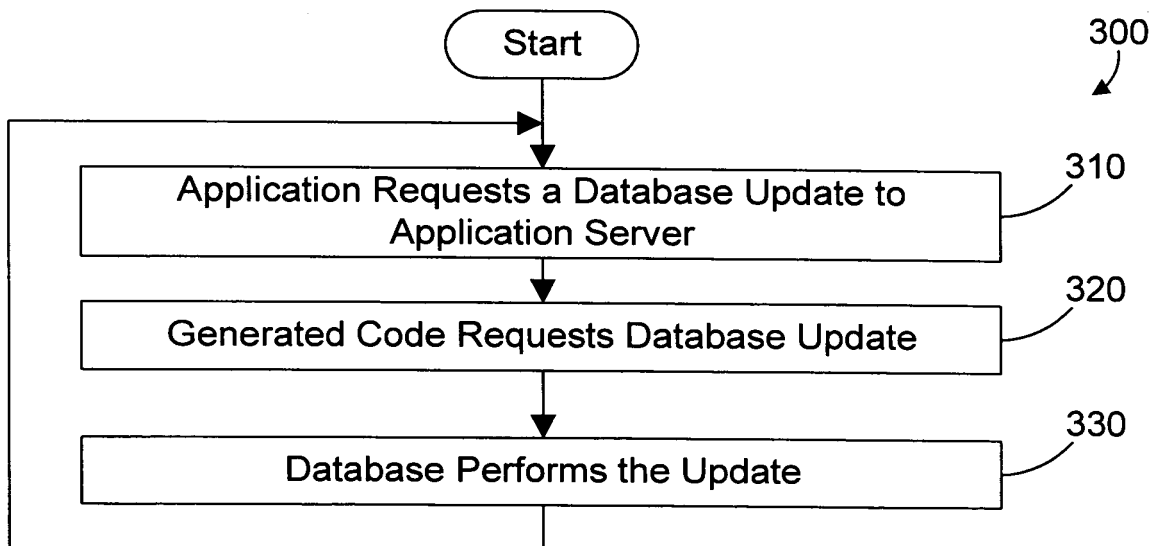 Start
300
Application Requests a Database Update to
Application Server
310
Generated Code Requests Database Update
320
Database Performs the Update
330